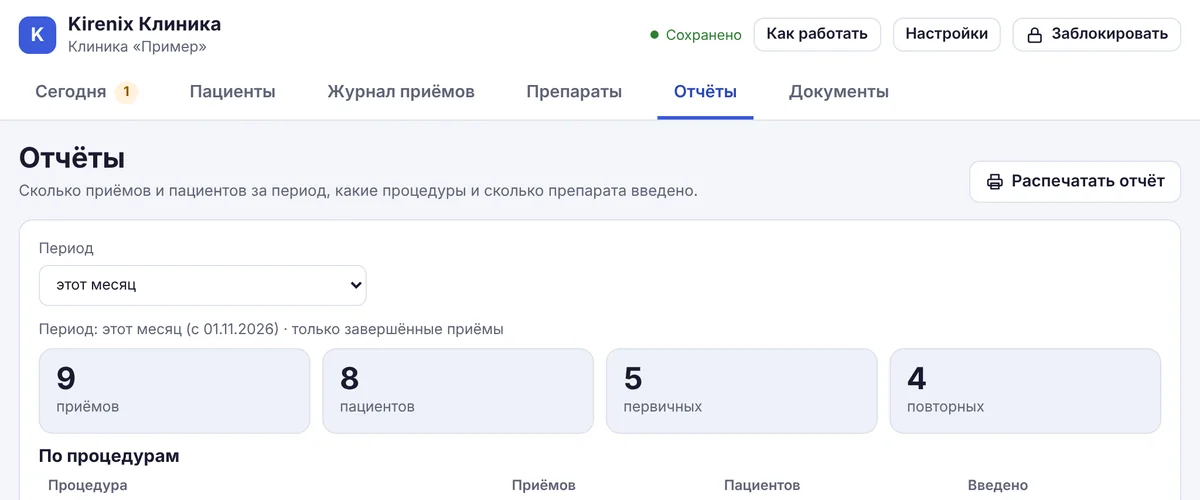 K
Kirenix Клиника
Клиника «Пример»
Сохранено
Как работать
Настройки
Заблокировать
Сегодня 1
Пациенты
Журнал приёмов
Препараты
Отчёты
Документы
Отчёты
Сколько приёмов и пациентов за период, какие процедуры и сколько препарата введено.
Распечатать отчёт
Период
этот месяц
Период: этот месяц (с 01.11.2026) · только завершённые приёмы
9
приёмов
8
пациентов
5
первичных
4
повторных
По процедурам
Процедура Приёмов Пациентов Введено